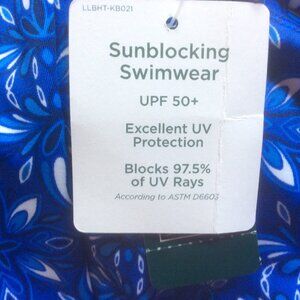 LLBHT-KB021
Sunblocking
Swimwear
UPF 50+
Excellent UV
Protection
Blocks 97.5%
of UV Rays
According to ASTM D6603